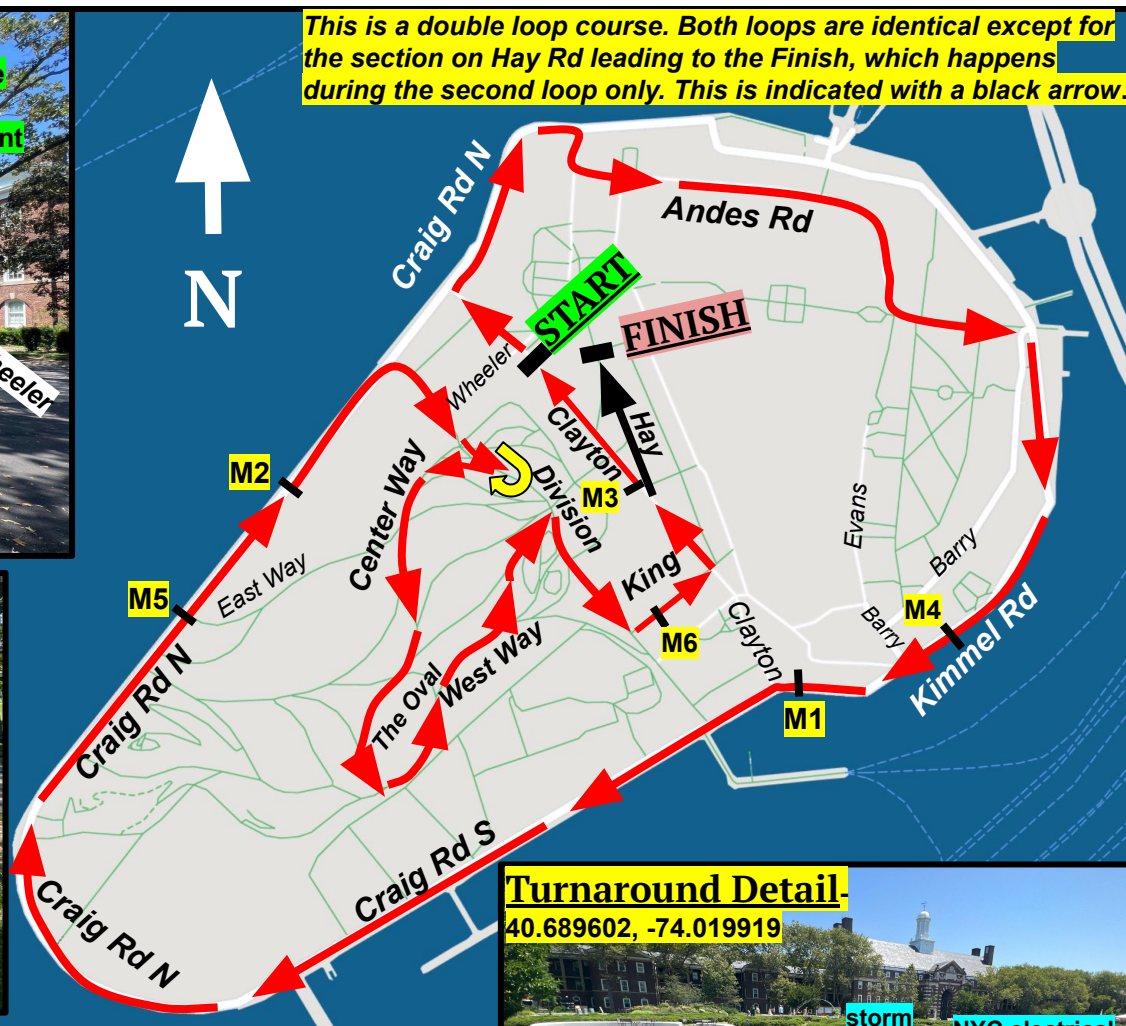 This is a double loop course. Both loops are identical except for
the section on Hay Rd leading to the Finish, which happens
during the second loop only. This is indicated with a black arrow.
N
Craig Rd N
Andes Rd
START
FINISH
Wheeler
Clayton
Hay
M2
Center Way
Division
M3
Evans
East Way
King
Barry
M5
M6
Clayton
Barry
M4
Kimmel Rd
West Way
The Oval
M1
Craig Rd N
Craig Rd S
Craig Rd N
Turnaround Detail-
40.689602, -74.019919
storm
NYC electrical